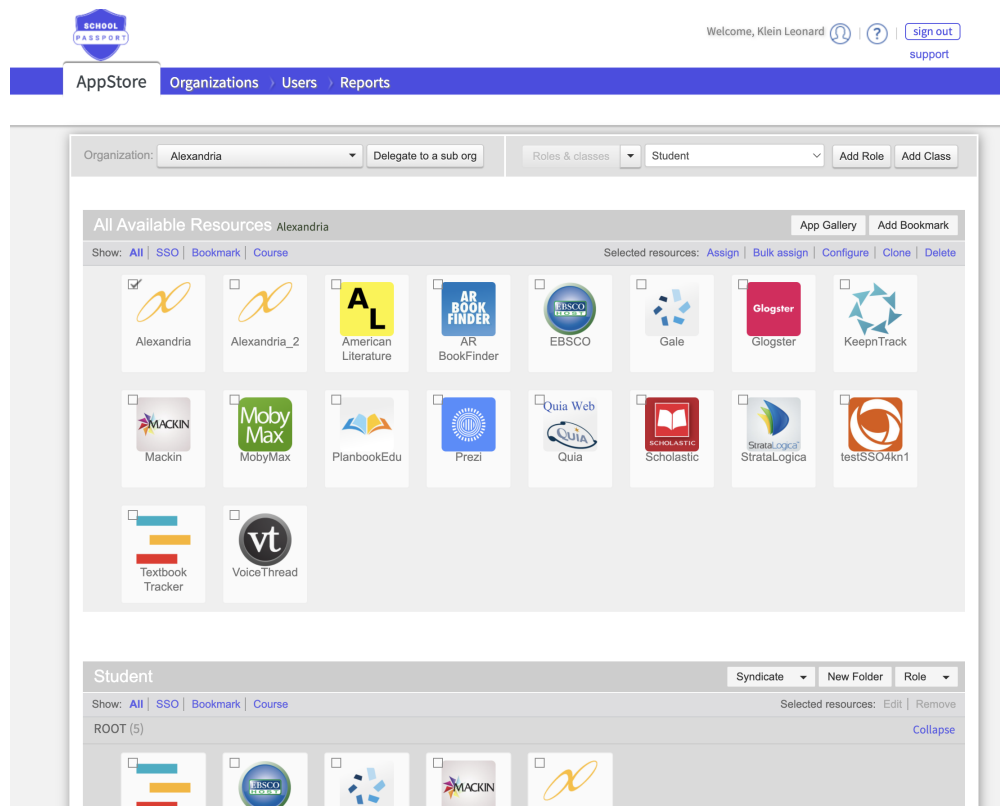 SCHOOL
PASSPORT
Welcome, Klein Leonard ? sign out
support
AppStore Organizations Users Reports
Organization: Alexandria Delegate to a sub org Roles & classes Student Add Role Add Class
All Available Resources Alexandria App Gallery Add Bookmark
Show: All | SSO | Bookmark | Course Selected resources: Assign | Bulk assign | Configure | Clone | Delete
AL
AR
BOOK
FINDER
EBSCO
HOST
Glogster
Alexandria Alexandria_2 American Literature AR BookFinder EBSCO Gale Glogster KeepnTrack
MACKIN
Moby
Max
Quia Web
QUIA
SCHOLASTIC
StrataLogica
Mackin MobyMax PlanbookEdu Prezi Quia Scholastic StrataLogica testSSO4kn1
vt
Textbook Tracker VoiceThread
Student Syndicate New Folder Role
Show: All | SSO | Bookmark | Course Selected resources: Edit | Remove
ROOT (5) Collapse
EBSCO
HOST
MACKIN